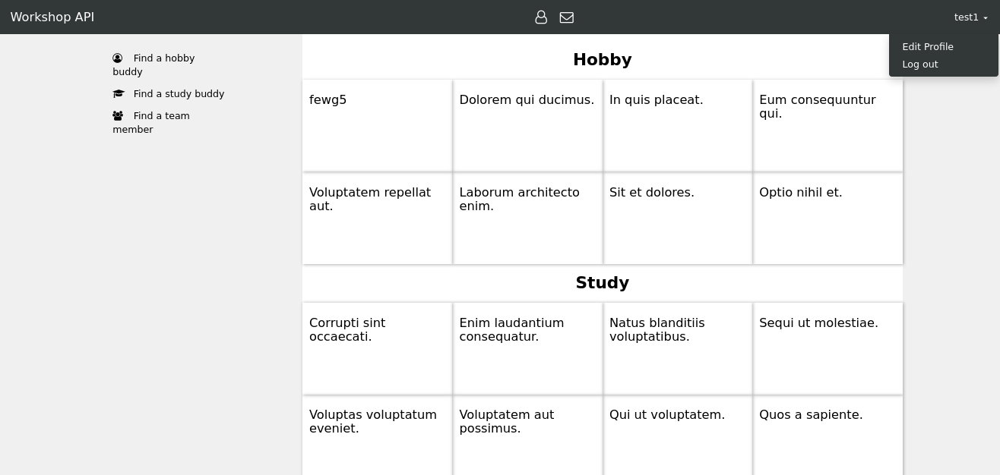 Workshop API
test1
Edit Profile
Log out
Find a hobby
buddy
Find a study buddy
Find a team
member
Hobby
fewg5
Dolorem qui ducimus.
In quis placeat.
Eum consequuntur
qui.
Voluptatem repellat
aut.
Laborum architecto
enim.
Sit et dolores.
Optio nihil et.
Study
Corrupti sint
occaecati.
Enim laudantium
consequatur.
Natus blanditiis
voluptatibus.
Sequi ut molestiae.
Voluptas voluptatum
eveniet.
Voluptatem aut
possimus.
Qui ut voluptatem.
Quos a sapiente.